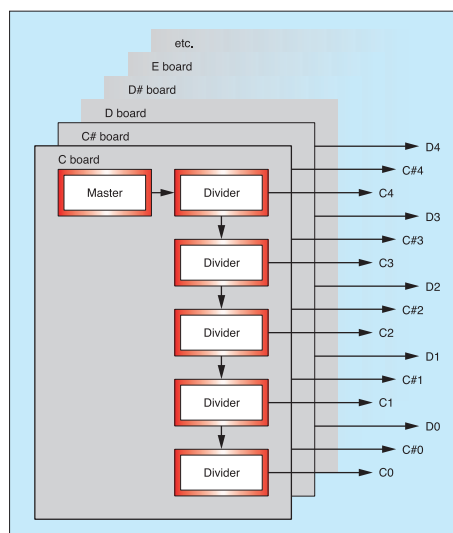 etc.
E board
D# board
D board
C# board
C board
D4
C#4
Master
Divider
C4
D3
C#3
Divider
C3
D2
C#2
Divider
C2
D1
C#1
Divider
C1
D0
C#0
Divider
C0